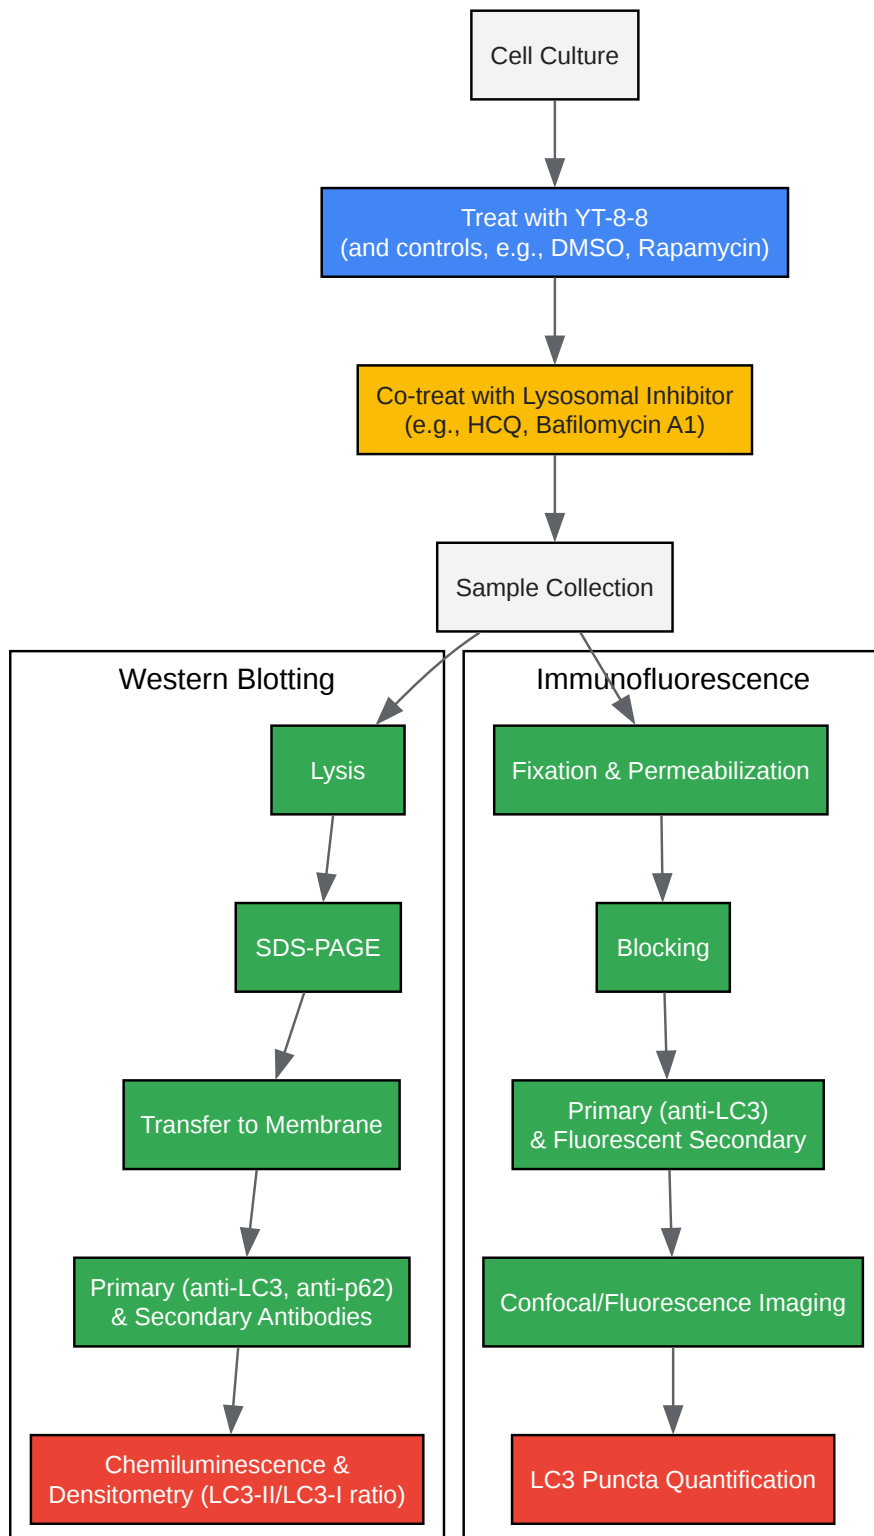 Cell Culture
Treat with YT-8-8
(and controls, e.g., DMSO, Rapamycin)
Co-treat with Lysosomal Inhibitor
(e.g., HCQ, Bafilomycin A1)
Sample Collection
Western Blotting
Lysis
SDS-PAGE
Transfer to Membrane
Primary (anti-LC3, anti-p62)
& Secondary Antibodies
Chemiluminescence &
Densitometry (LC3-II/LC3-I ratio)
Immunofluorescence
Fixation & Permeabilization
Blocking
Primary (anti-LC3)
& Fluorescent Secondary
Confocal/Fluorescence Imaging
LC3 Puncta Quantification